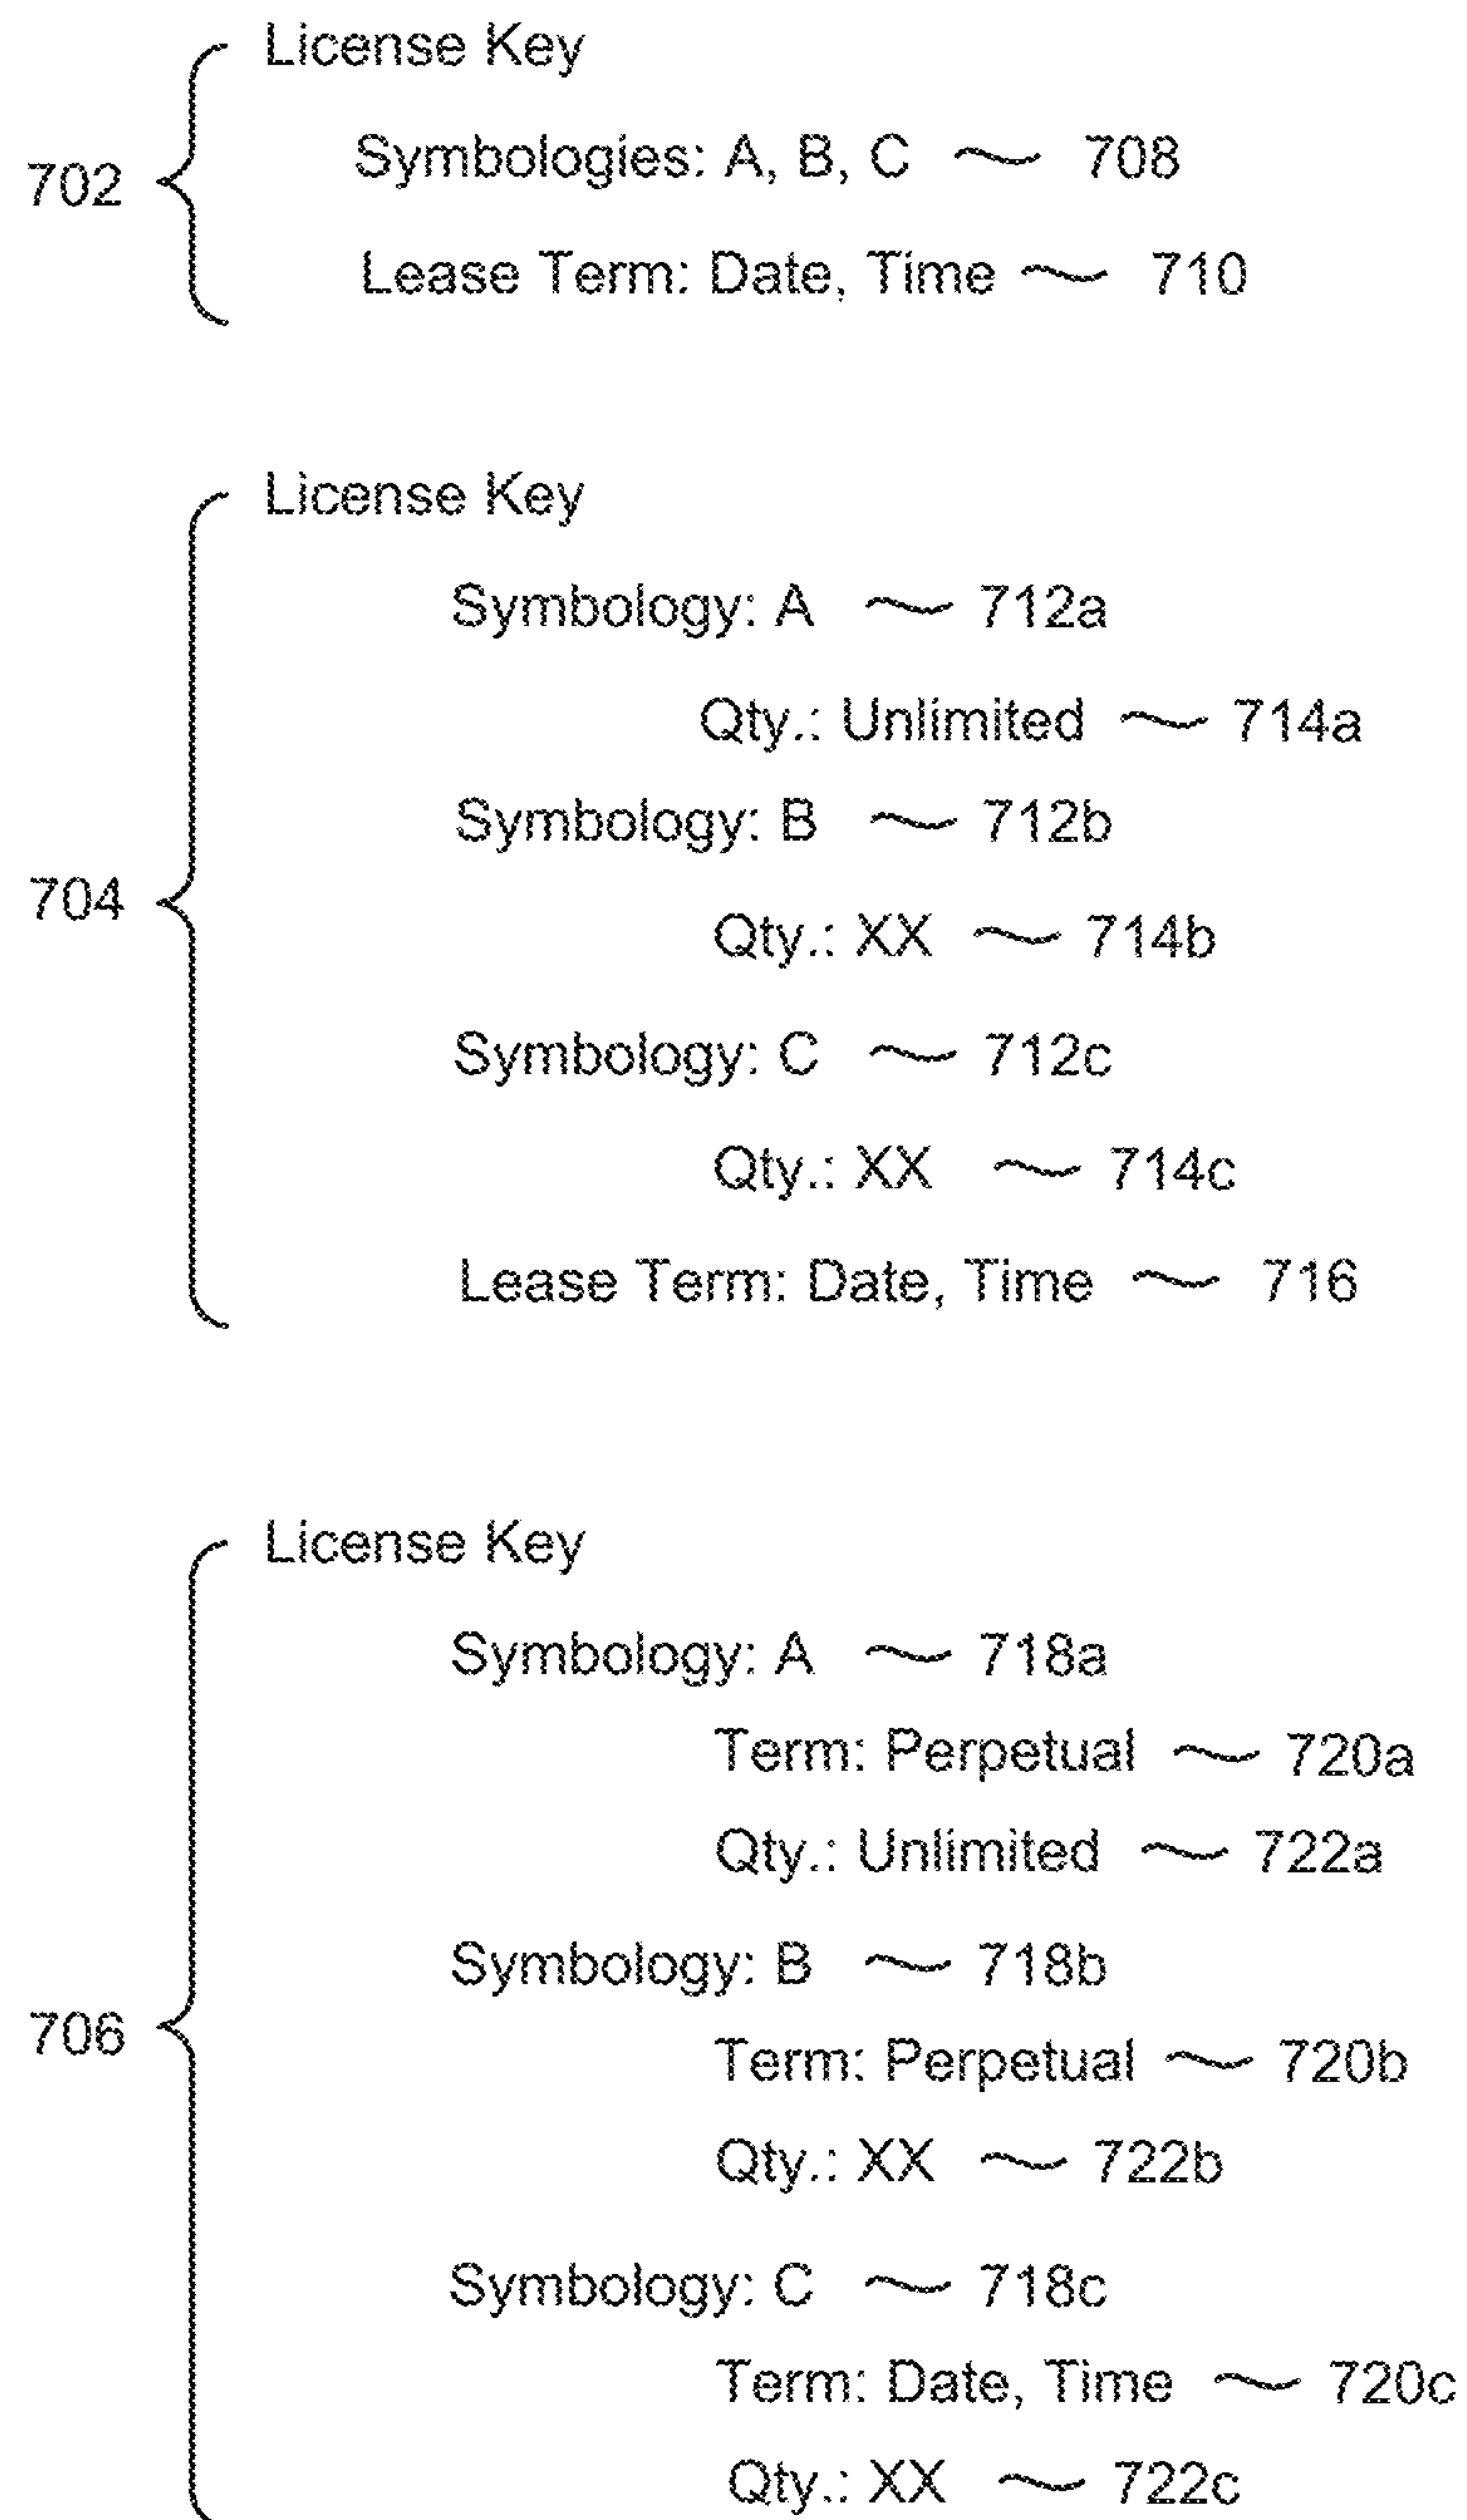 License Key
Symbologies: A, B, C 708
702
Lease Term: Date, Time 710
License Key
Symbology: A 712a
Qty.: Unlimited 714a
Symbology: B 712b
704
Qty.: XX 714b
Symbology: C 712c
Qty.: XX 714c
Lease Term: Date, Time 716
License Key
Symbology: A 718a
Term: Perpetual 720a
Qty.: Unlimited 722a
Symbology: B 718b
706
Term: Perpetual 720b
Qty.: XX 722b
Symbology: C 718c
Term: Date, Time 720c
Qty.: XX 722c